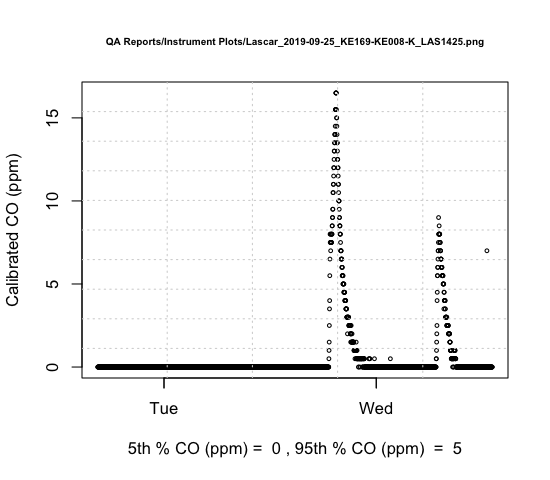 QA Reports/Instrument Plots/Lascar_2019-09-25_KE169-KE008-K_LAS1425.png
Calibrated CO (ppm)
15
10
5
0
Tue Wed
5th % CO (ppm) = 0 , 95th % CO (ppm) = 5